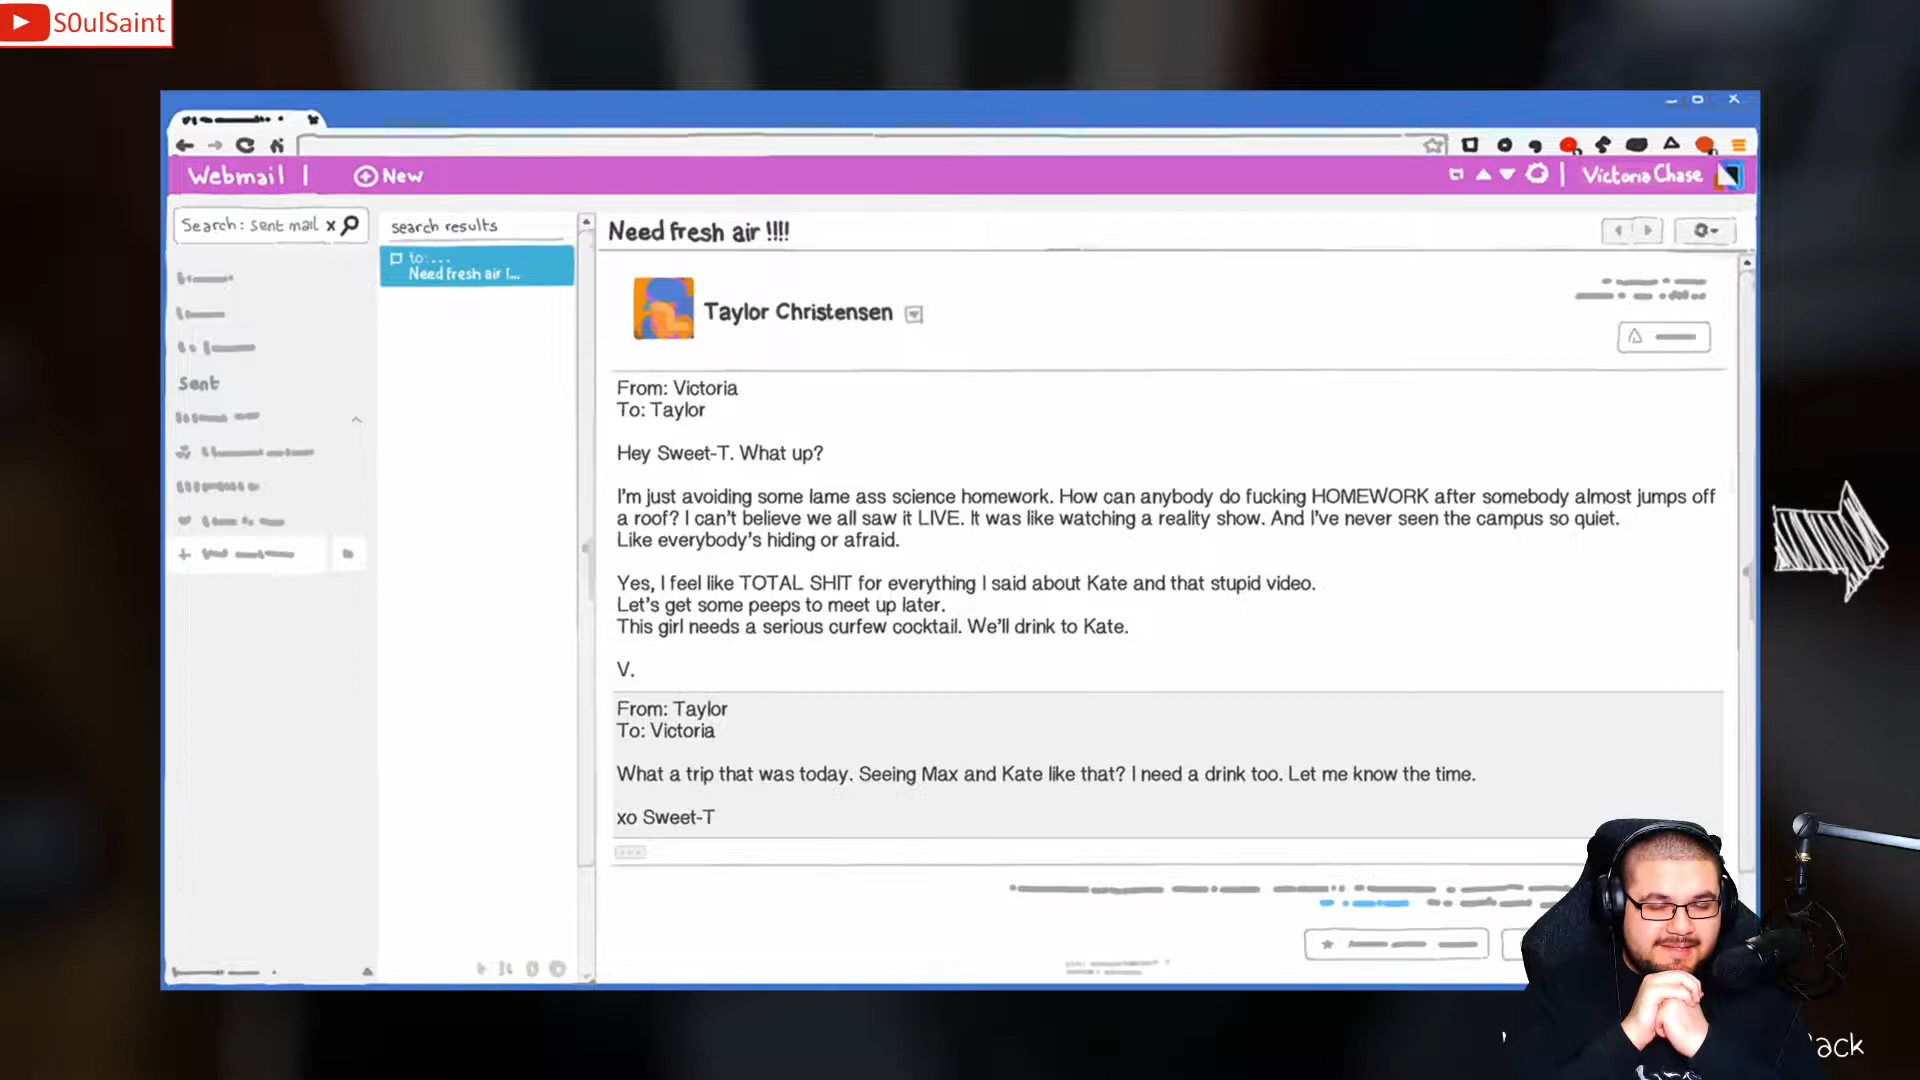 S0ulSaint
Webmail |
New
Victoria Chase
Search: sent mail x
search results
to:...
Need fresh air !...
Sent
Need fresh air !!!!
Taylor Christensen
From: Victoria
To: Taylor
Hey Sweet-T. What up?
I'm just avoiding some lame ass science homework. How can anybody do fucking HOMEWORK after somebody almost jumps off
a roof? I can't believe we all saw it LIVE. It was like watching a reality show. And I've never seen the campus so quiet.
Like everybody's hiding or afraid.
Yes, I feel like TOTAL SHIT for everything I said about Kate and that stupid video.
Let's get some peeps to meet up later.
This girl needs a serious curfew cocktail. We'll drink to Kate.
V.
From: Taylor
To: Victoria
What a trip that was today. Seeing Max and Kate like that? I need a drink too. Let me know the time.
xo Sweet-T